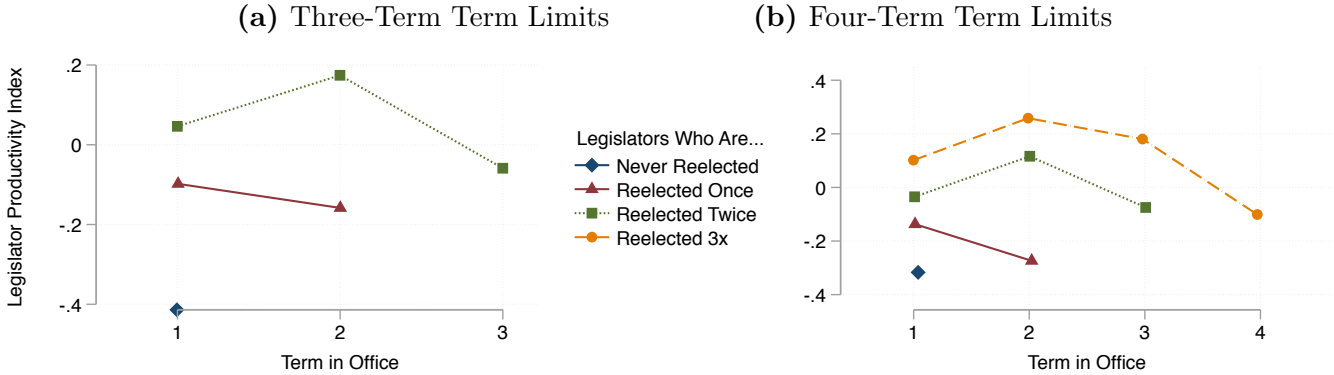 (a) Three-Term Term Limits
Legislator Productivity Index
.2
0
-.2
-.4
1 2 3
Term in Office
Legislators Who Are...
Never Reelected
Reelected Once
Reelected Twice
Reelected 3x
(b) Four-Term Term Limits
.4
.2
0
-.2
-.4
1 2 3 4
Term in Office